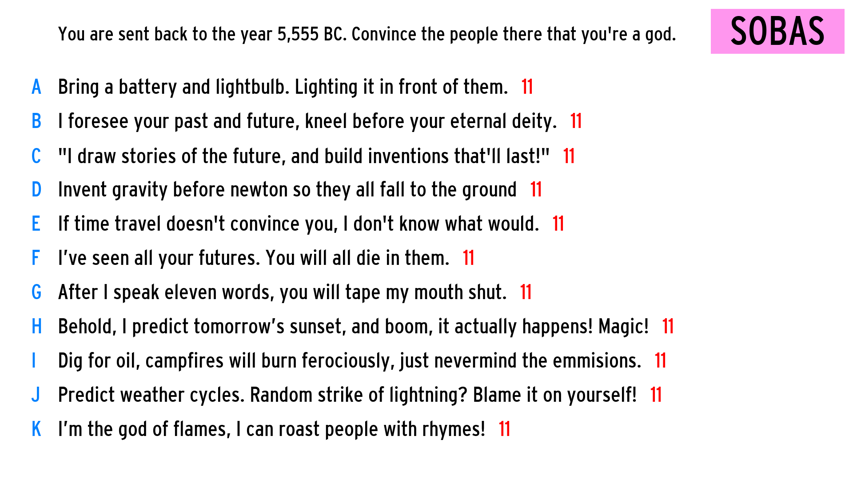 You are sent back to the year 5,555 BC. Convince the people there that you're a god.
SOBAS
A Bring a battery and lightbulb. Lighting it in front of them. 11
B I foresee your past and future, kneel before your eternal deity. 11
C "I draw stories of the future, and build inventions that'll last!" 11
D Invent gravity before newton so they all fall to the ground 11
E If time travel doesn't convince you, I don't know what would. 11
F I’ve seen all your futures. You will all die in them. 11
G After I speak eleven words, you will tape my mouth shut. 11
H Behold, I predict tomorrow’s sunset, and boom, it actually happens! Magic! 11
I Dig for oil, campfires will burn ferociously, just nevermind the emmisions. 11
J Predict weather cycles. Random strike of lightning? Blame it on yourself! 11
K I’m the god of flames, I can roast people with rhymes! 11